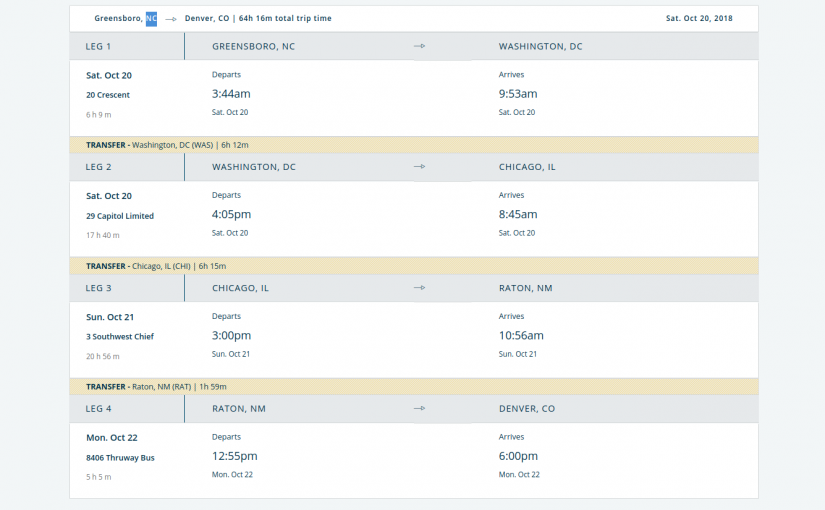 Greensboro, NC → Denver, CO | 64h 16m total trip time Sat. Oct 20, 2018
LEG 1 GREENSBORO, NC → WASHINGTON, DC
Sat. Oct 20 Departs Arrives
20 Crescent 3:44am 9:53am
6 h 9 m Sat. Oct 20 Sat. Oct 20
TRANSFER - Washington, DC (WAS) | 6h 12m
LEG 2 WASHINGTON, DC → CHICAGO, IL
Sat. Oct 20 Departs Arrives
29 Capitol Limited 4:05pm 8:45am
17 h 40 m Sat. Oct 20 Sat. Oct 20
TRANSFER - Chicago, IL (CHI) | 6h 15m
LEG 3 CHICAGO, IL → RATON, NM
Sun. Oct 21 Departs Arrives
3 Southwest Chief 3:00pm 10:56am
20 h 56 m Sun. Oct 21 Sun. Oct 21
TRANSFER - Raton, NM (RAT) | 1h 59m
LEG 4 RATON, NM → DENVER, CO
Mon. Oct 22 Departs Arrives
8406 Thruway Bus 12:55pm 6:00pm
5 h 5 m Mon. Oct 22 Mon. Oct 22